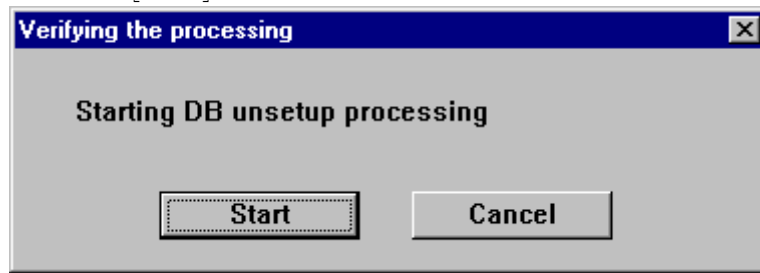 Verifying the processing
Starting DB unsetup processing
Start
Cancel